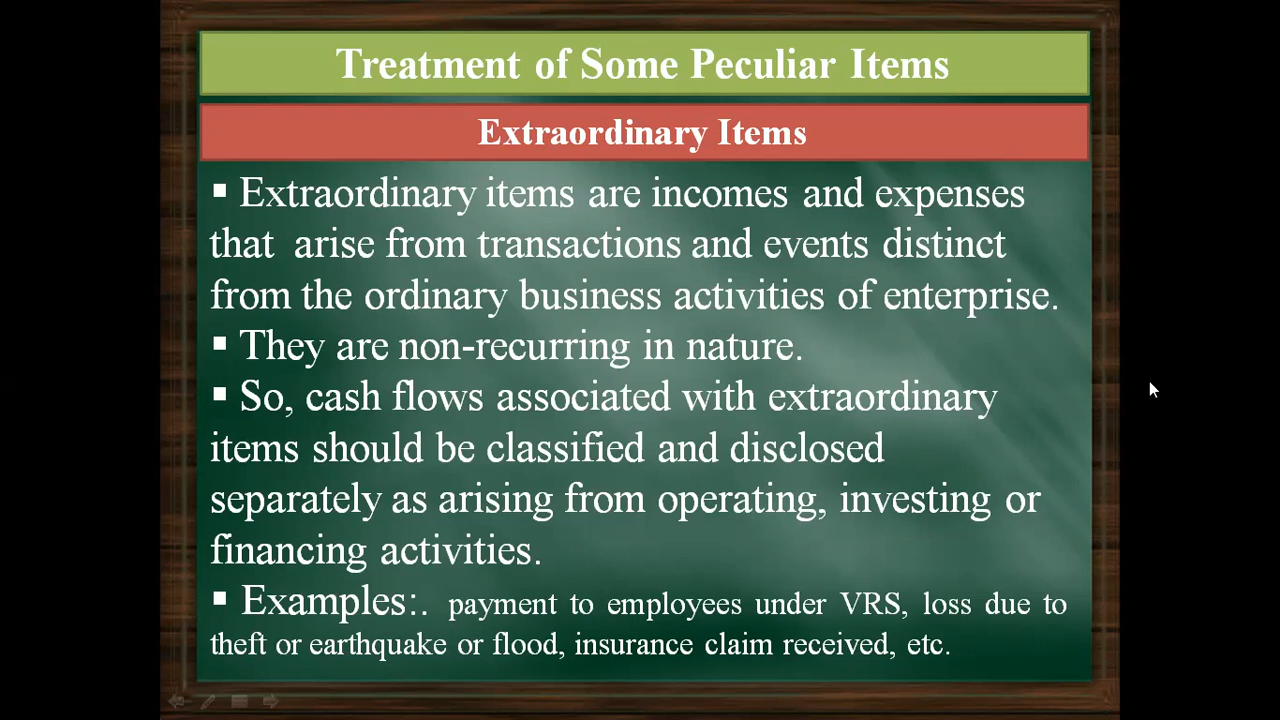 Treatment of Some Peculiar Items
Extraordinary Items
▪ Extraordinary items are incomes and expenses
that arise from transactions and events distinct
from the ordinary business activities of enterprise.
▪ They are non-recurring in nature.
▪ So, cash flows associated with extraordinary
items should be classified and disclosed
separately as arising from operating, investing or
financing activities.
▪ Examples:. payment to employees under VRS, loss due to
theft or earthquake or flood, insurance claim received, etc.